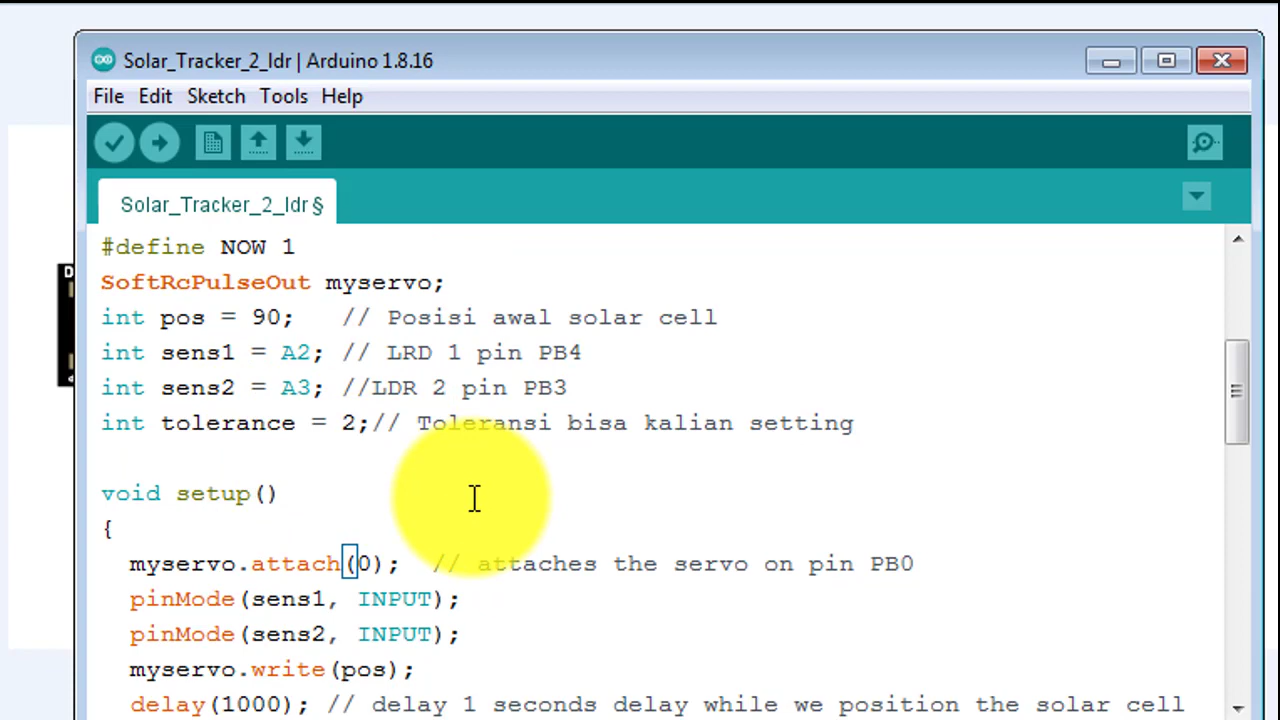 Solar_Tracker_2_ldr | Arduino 1.8.16
File Edit Sketch Tools Help
Solar_Tracker_2_ldr §
#define NOW 1
SoftRcPulseOut myservo;
int pos = 90;   // Posisi awal solar cell
int sens1 = A2; // LRD 1 pin PB4
int sens2 = A3; //LDR 2 pin PB3
int tolerance = 2;// Toleransi bisa kalian setting
void setup()
{
myservo.attach(0);  // attaches the servo on pin PB0
pinMode(sens1, INPUT);
pinMode(sens2, INPUT);
myservo.write(pos);
delay(1000); // delay 1 seconds delay while we position the solar cell